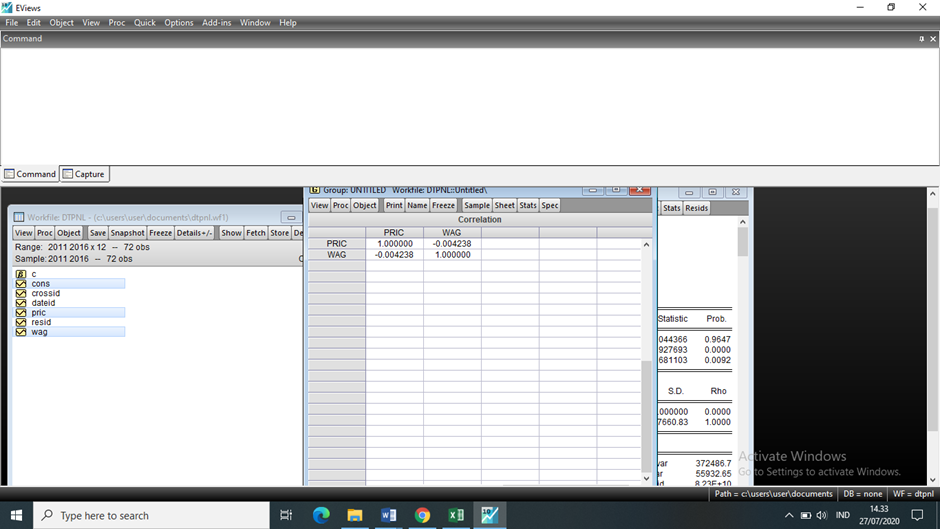 EViews
File Edit Object View Proc Quick Options Add-ins Window Help
Command
Command Capture
Workfile: DTPNL - (c:\users\user\documents\dtpnl.wf1)
View Proc Object Save Snapshot Freeze Details+/- Show Fetch Store De
Range: 2011 2016 x 12 -- 72 obs
Sample: 2011 2016 -- 72 obs
c
cons
crossid
dateid
pric
resid
wag
Group: UNTITLED Workfile: DTPNL::Untitled\
View Proc Object Print Name Freeze Sample Sheet Stats Spec
Correlation
PRIC WAG
PRIC 1.000000 -0.004238
WAG -0.004238 1.000000
Stats Resids
Statistic Prob.
044366 0.9647
927693 0.0000
681103 0.0092
S.D. Rho
.000000 0.0000
7660.83 1.0000
var 372486.7
ar 55932.65
8.23E+10
Activate Windows
Go to Settings to activate Windows.
Path = c:\users\user\documents DB = none WF = dtpnl
Type here to search
IND
14.33
27/07/2020